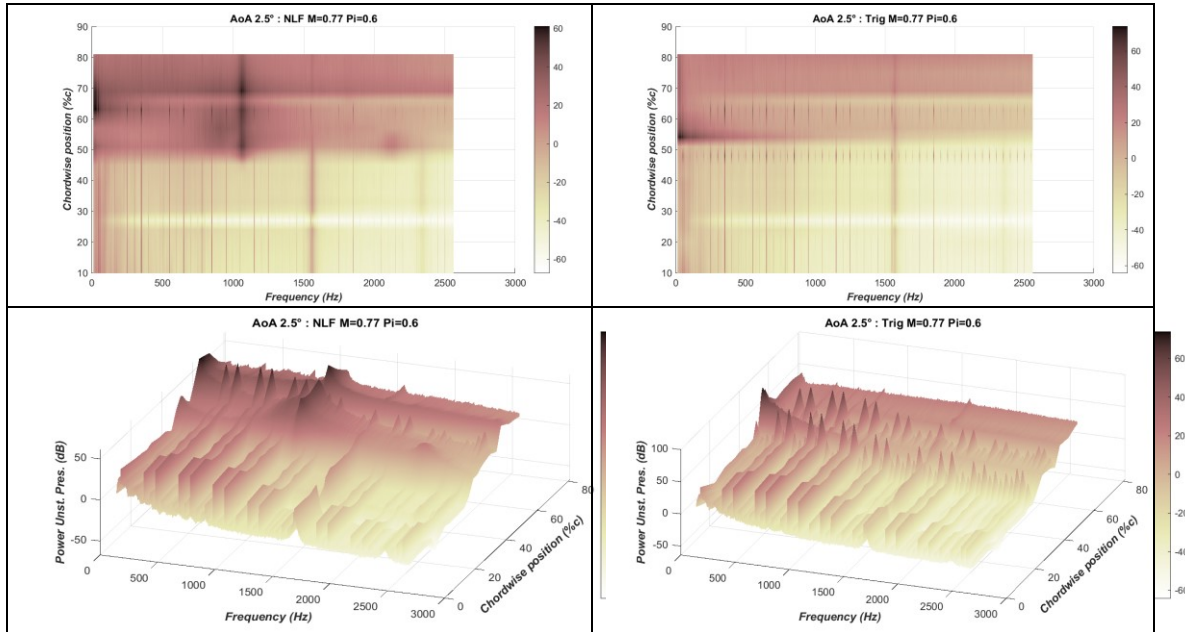 AoA 2.5° : NLF M=0.77 Pi=0.6
90
80
70
60
50
40
30
20
10
Chordwise position (%c)
0 500 1000 1500 2000 2500 3000
Frequency (Hz)
60
40
20
0
-20
-40
-60
AoA 2.5° : Trig M=0.77 Pi=0.6
90
80
70
60
50
40
30
20
10
Chordwise position (%c)
0 500 1000 1500 2000 2500 3000
Frequency (Hz)
60
40
20
0
-20
-40
-60
AoA 2.5° : NLF M=0.77 Pi=0.6
50
0
-50
Power Unst. Pres. (dB)
0 500 1000 1500 2000 2500 3000
Frequency (Hz)
0 20 40 60 80
Chordwise position (%c)
AoA 2.5° : Trig M=0.77 Pi=0.6
100
50
0
-50
Power Unst. Pres. (dB)
0 500 1000 1500 2000 2500 3000
Frequency (Hz)
0 20 40 60 80
Chordwise position (%c)
60
40
20
0
-20
-40
-60